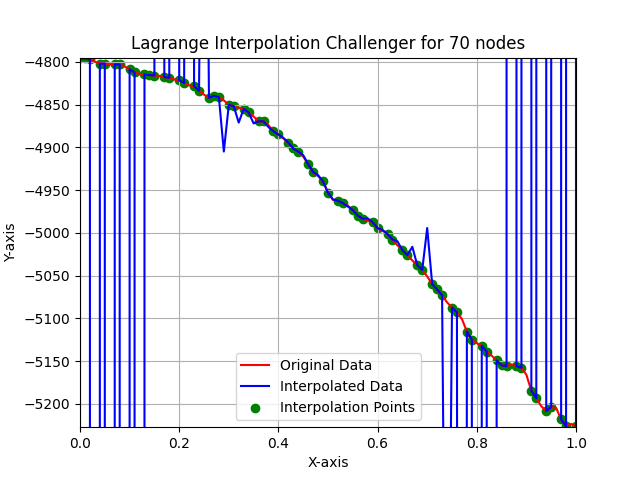 Lagrange Interpolation Challenger for 70 nodes
−4800
−4850
−4900
−4950
−5000
−5050
−5100
−5150
−5200
Y-axis
Original Data
Interpolated Data
Interpolation Points
0.0 0.2 0.4 0.6 0.8 1.0
X-axis